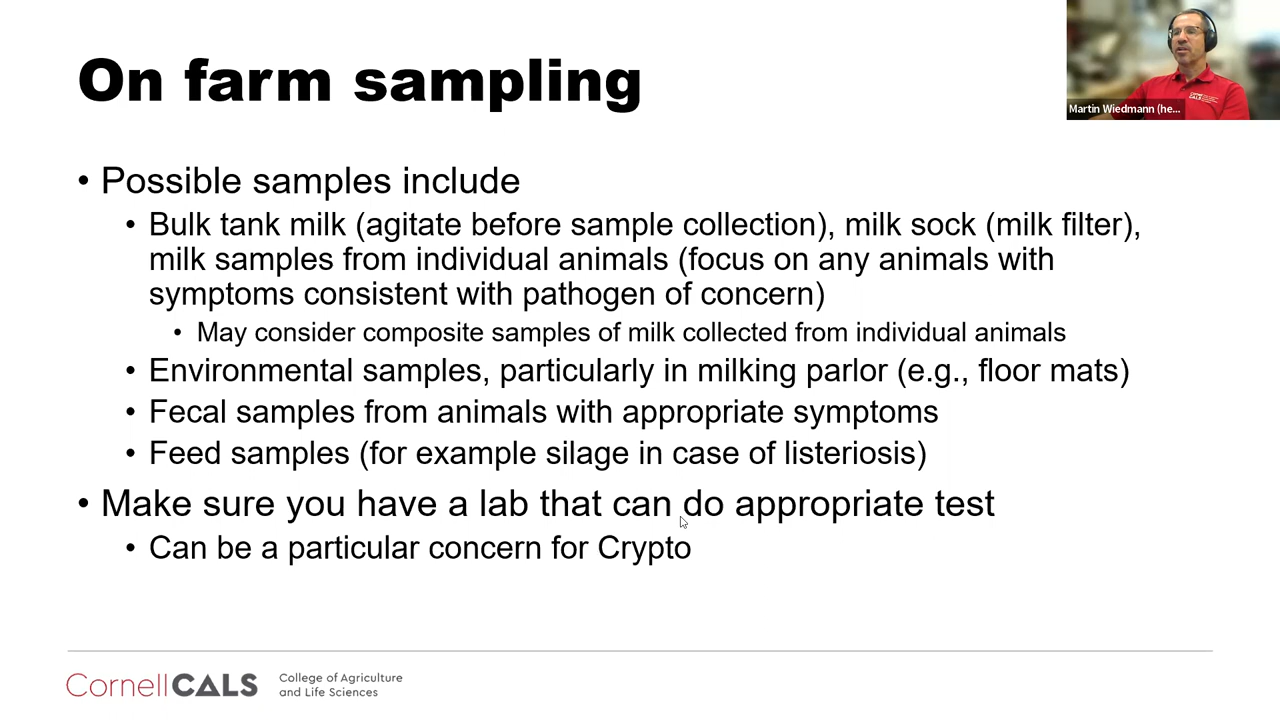 On farm sampling
Martin Wiedmann (he...
• Possible samples include
• Bulk tank milk (agitate before sample collection), milk sock (milk filter),
milk samples from individual animals (focus on any animals with
symptoms consistent with pathogen of concern)
• May consider composite samples of milk collected from individual animals
• Environmental samples, particularly in milking parlor (e.g., floor mats)
• Fecal samples from animals with appropriate symptoms
• Feed samples (for example silage in case of listeriosis)
• Make sure you have a lab that can do appropriate test
• Can be a particular concern for Crypto
CornellCALS
College of Agriculture
and Life Sciences